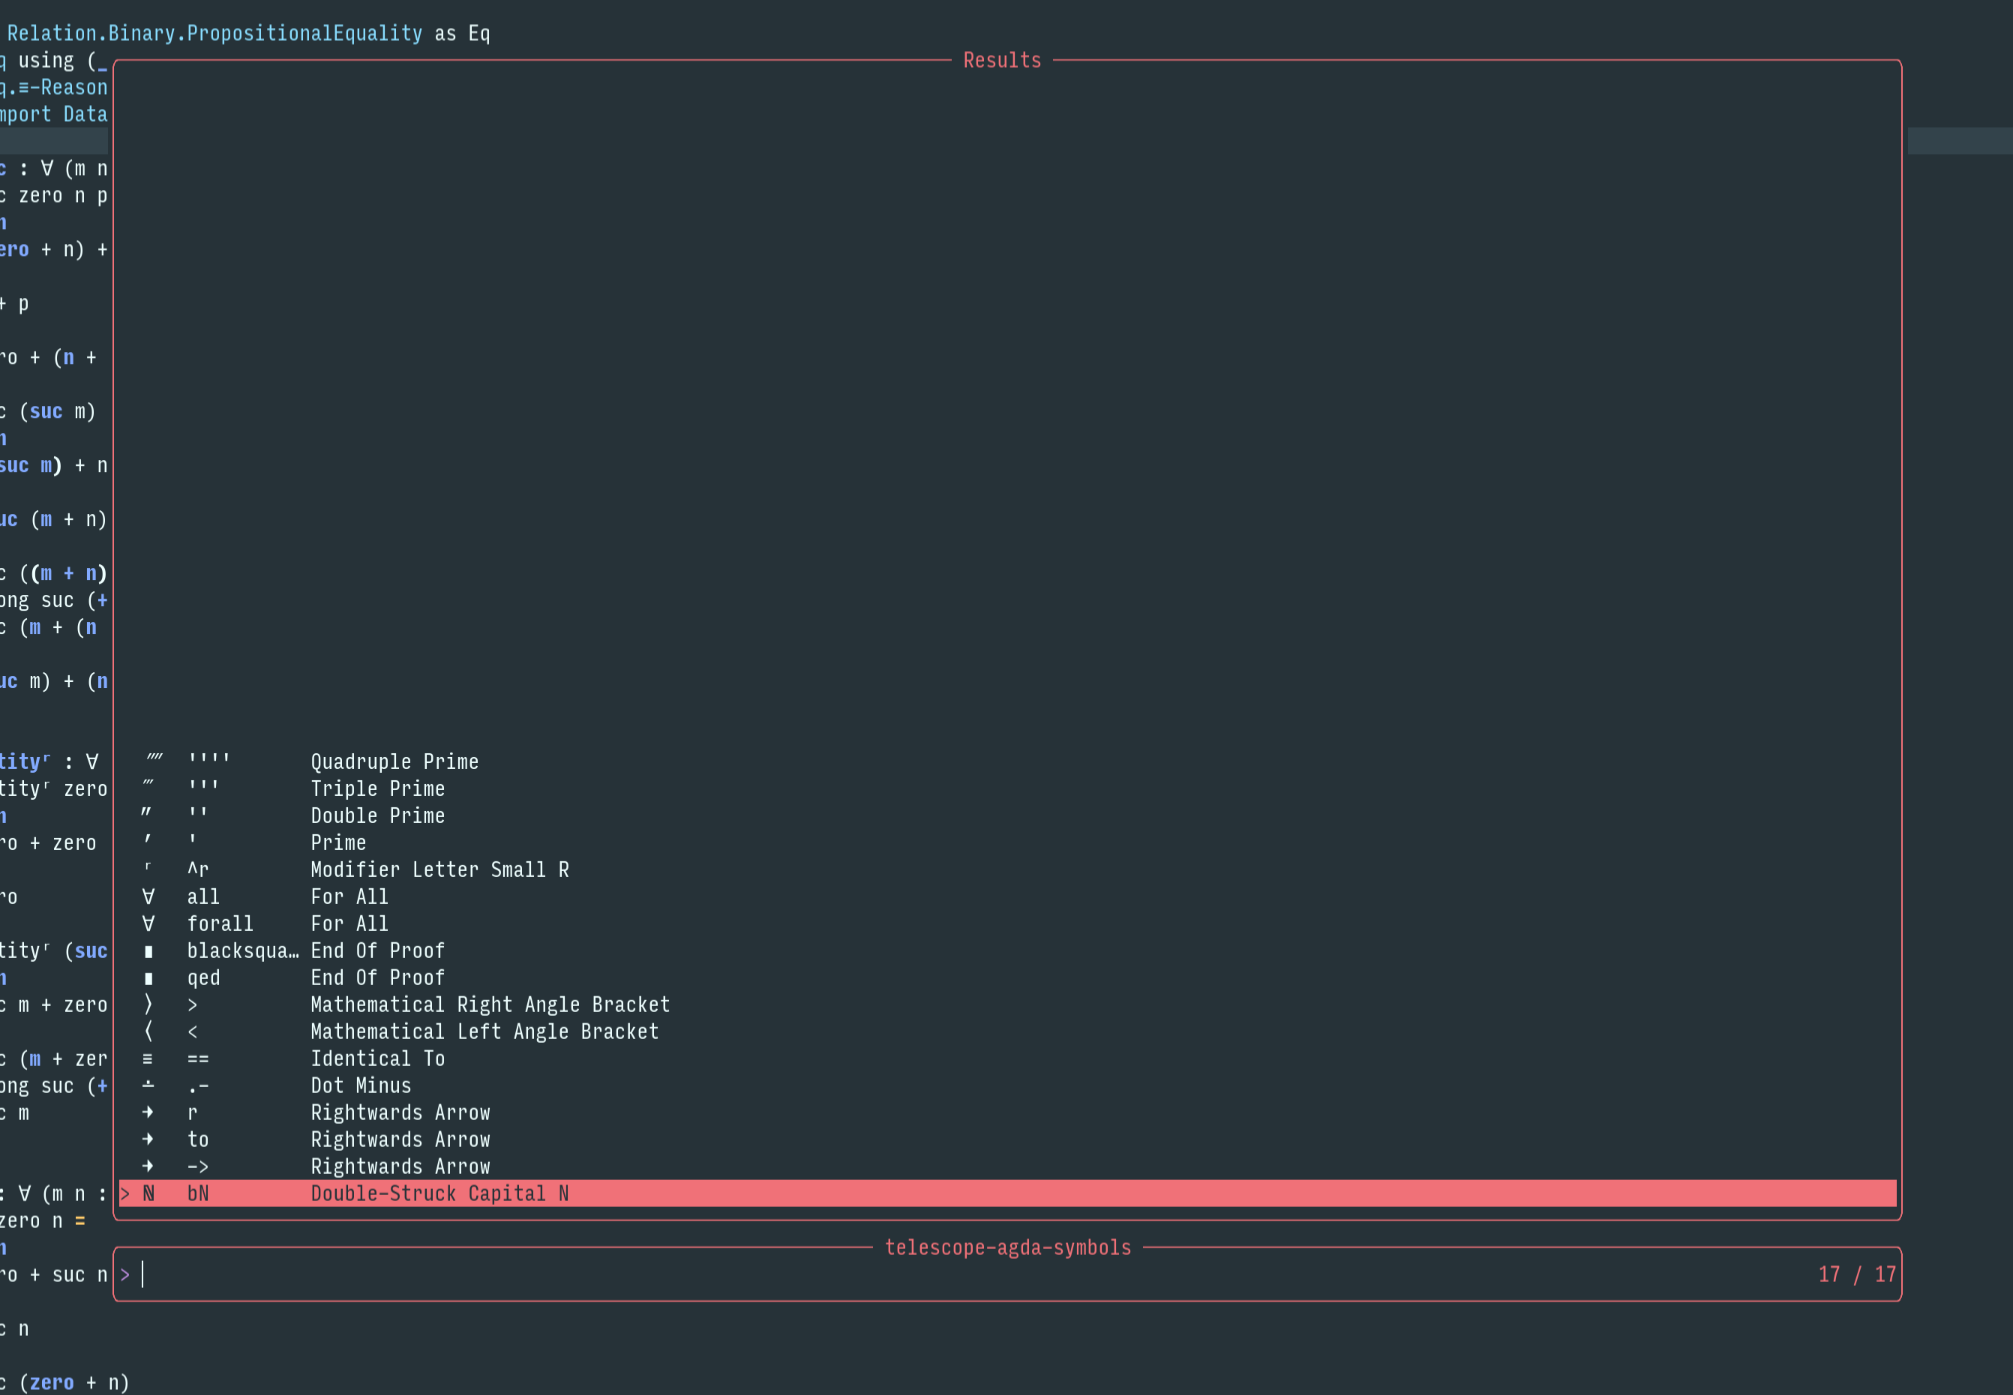 Relation.Binary.PropositionalEquality as Eq
q using (_
Results
q.≡-Reason
mport Data
c : ∀ (m n
c zero n p
n
ero + n) +
+ p
ro + (n +
c (suc m)
n
suc m) + n
uc (m + n)
c ((m + n)
ong suc (+
c (m + (n
uc m) + (n
tityʳ : ∀
⁗ '''' Quadruple Prime
tityʳ zero
‴ ''' Triple Prime
n
″ '' Double Prime
ro + zero
′ ' Prime
ʳ ^r Modifier Letter Small R
ro
∀ all For All
∀ forall For All
tityʳ (suc
∎ blacksqua… End Of Proof
n
∎ qed End Of Proof
c m + zero
⟩ > Mathematical Right Angle Bracket
⟨ < Mathematical Left Angle Bracket
c (m + zer
≡ == Identical To
ong suc (+
∸ .- Dot Minus
c m
→ r Rightwards Arrow
→ to Rightwards Arrow
→ -> Rightwards Arrow
: ∀ (m n :
> ℕ bN Double-Struck Capital N
zero n =
n
telescope-agda-symbols
ro + suc n
> 17 / 17
c n
c (zero + n)